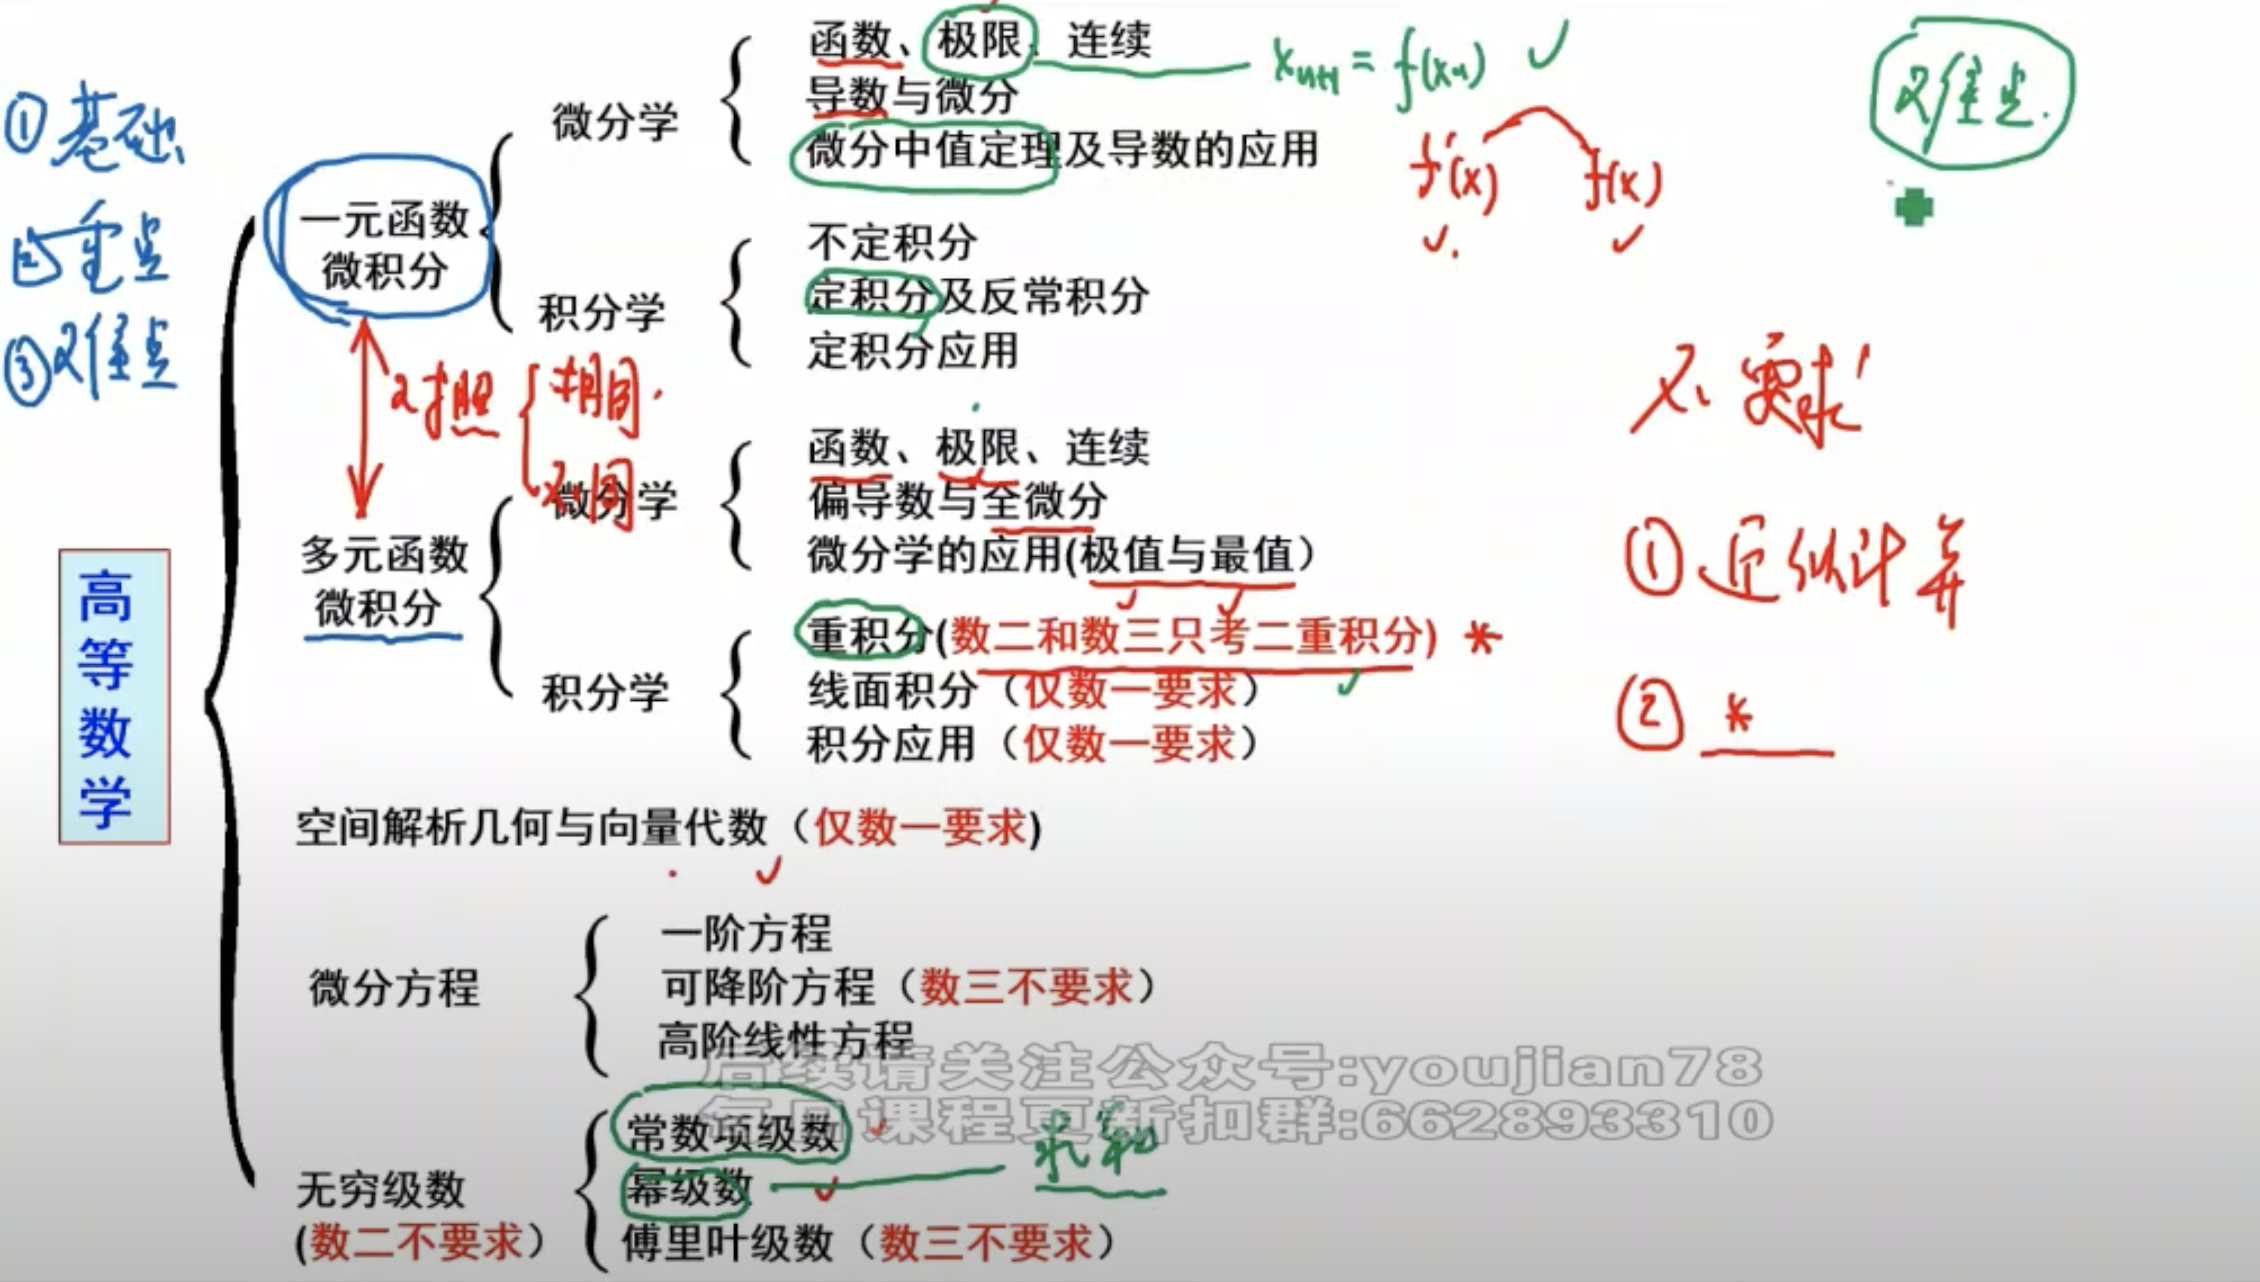 函数、极限、连续
x_{n+1} = f(x_n) ✓
难点.
① 基础
微分学
导数与微分
微分中值定理及导数的应用
f'(x) f(x)
② 重点
一元函数
微积分
③ 难点
积分学
不定积分
定积分及反常积分
定积分应用
对照
相同.
不同
不要求
微分学
函数、极限、连续
偏导数与全微分
微分学的应用(极值与最值)
① 近似计算
多元函数
微积分
积分学
重积分(数二和数三只考二重积分) *
线面积分（仅数一要求）
积分应用（仅数一要求）
② *
高等数学
空间解析几何与向量代数（仅数一要求)
微分方程
一阶方程
可降阶方程（数三不要求）
高阶线性方程
后续请关注公众号:youjian78
每日课程更新扣群:662893310
无穷级数
(数二不要求）
常数项级数
幂级数
求和
傅里叶级数（数三不要求）